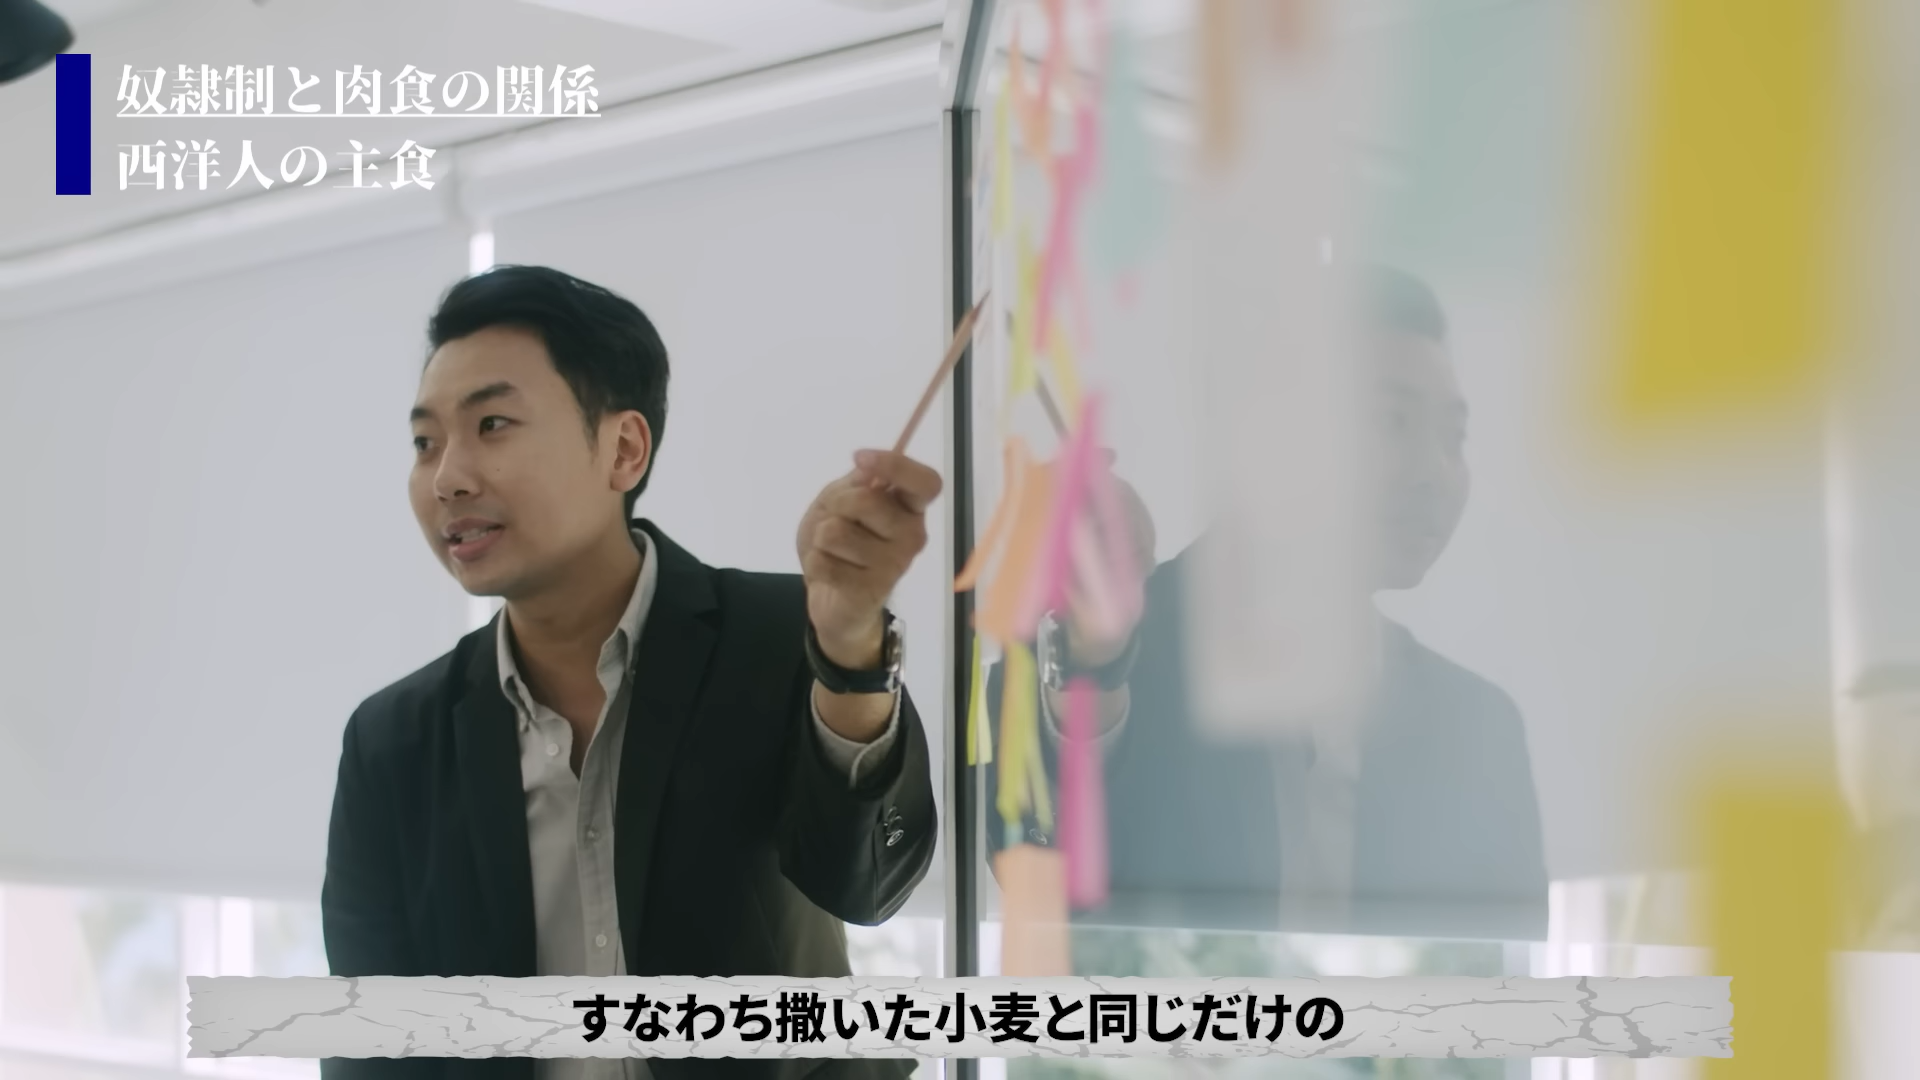 奴隷制と肉食の関係
西洋人の主食
すなわち撒いた小麦と同じだけの